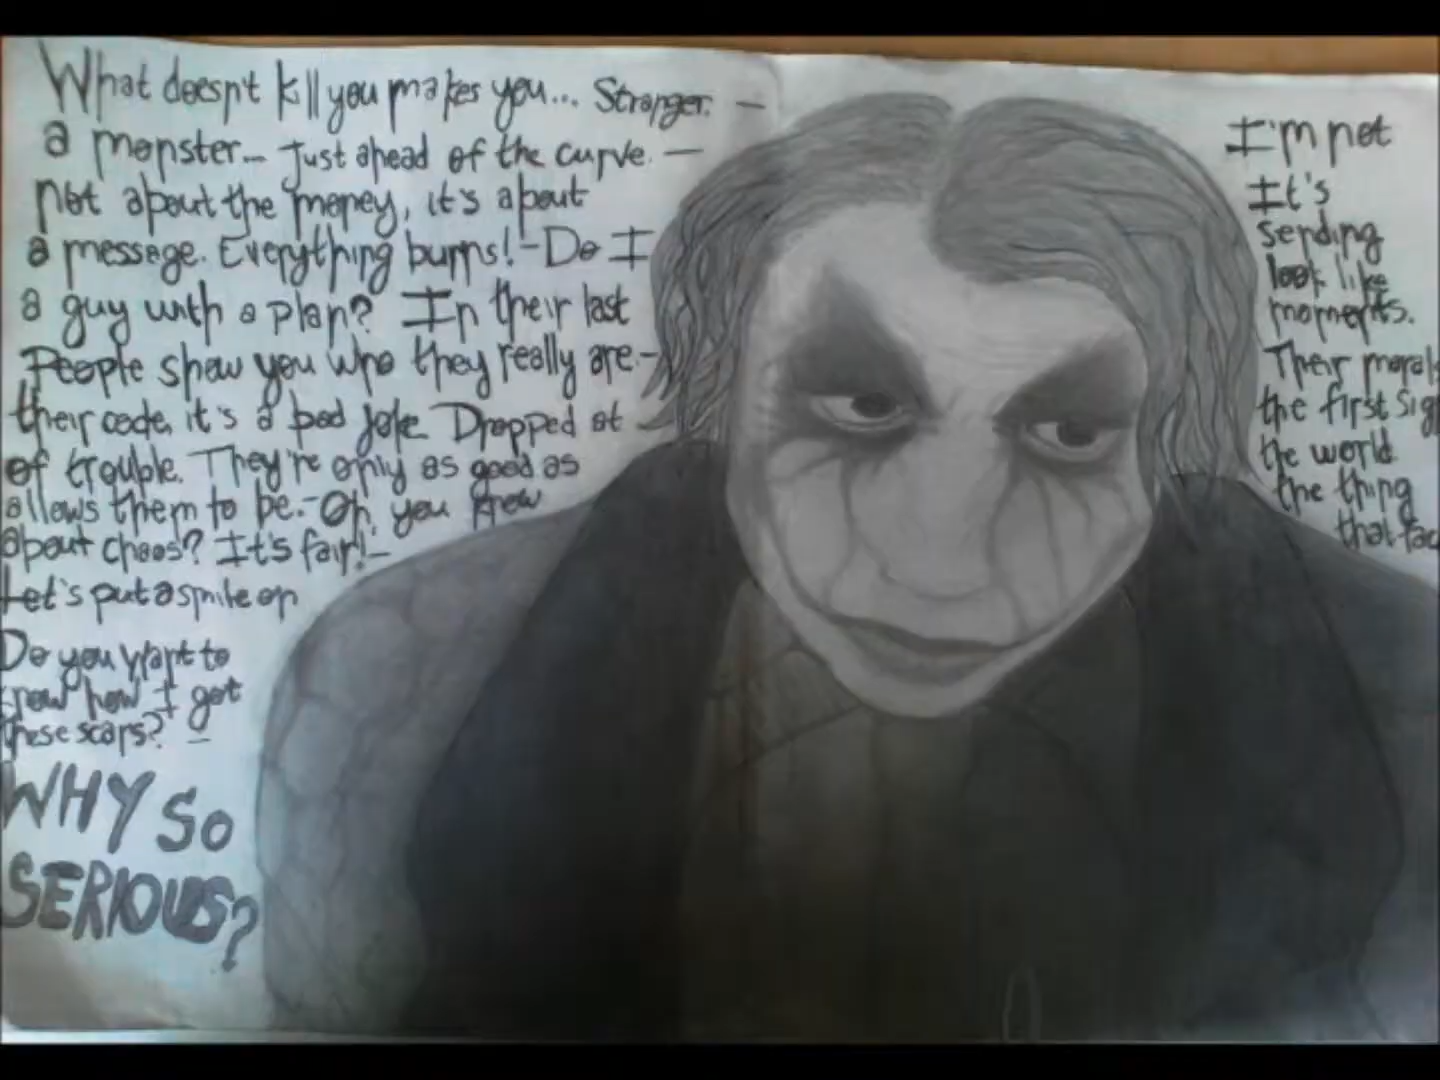 What doesn't kill you makes you... Stranger. — I'm not
a monster... Just ahead of the curve. — It's
not about the money, it's about sending
a message. Everything burns! - Do I look like
a guy with a plan? In their last moments.
People show you who they really are - Their morals
their code, it's a bad joke. Dropped at the first sig
of trouble. They're only as good as the world
allows them to be. - Oh, you know the thing
about chaos? It's fair! -
Let's put a smile on that fac
Do you want to
know how I got
these scars? -
WHY SO
SERIOUS?